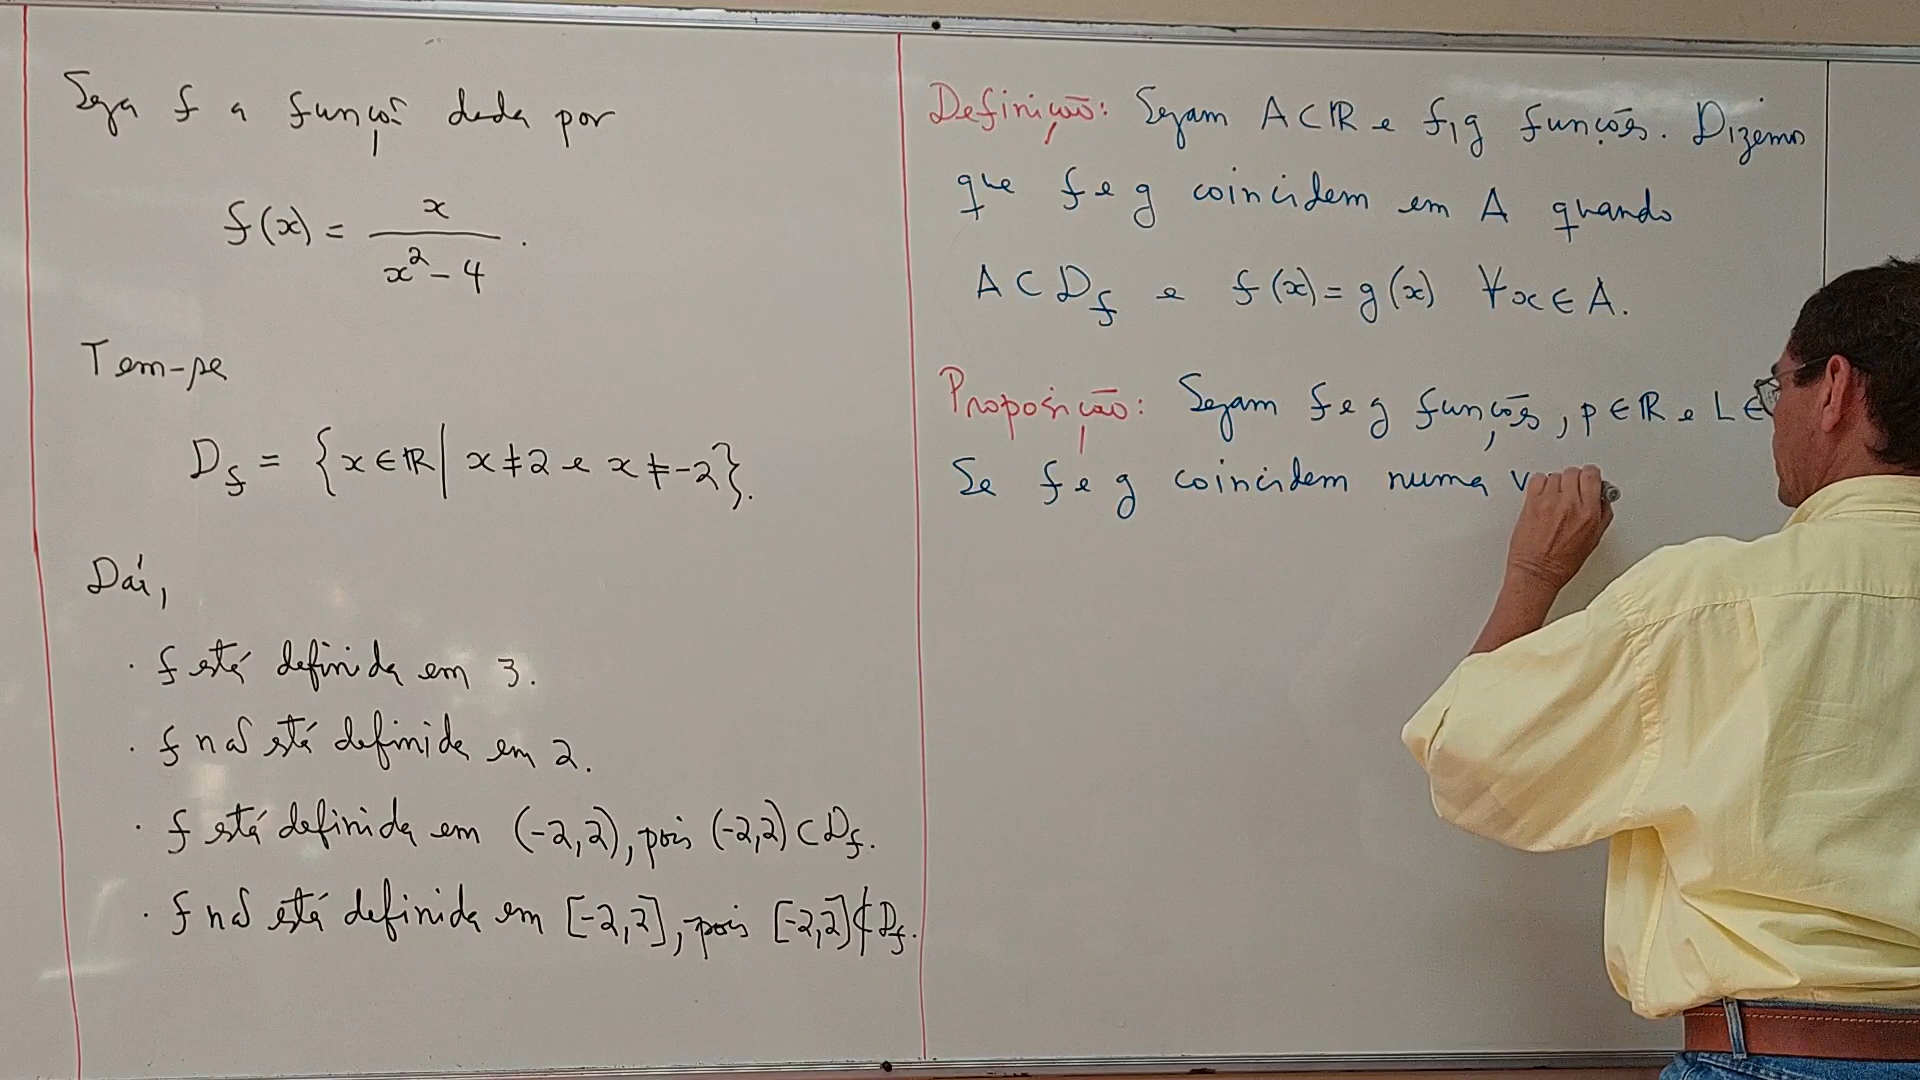 Seja f a função dada por
f(x) = x / (x² - 4) .
Tem-se
D_f = {x ∈ ℝ | x ≠ 2 e x ≠ -2}.
Daí,
· f está definida em 3.
· f não está definida em 2.
· f está definida em (-2,2), pois (-2,2) ⊂ D_f.
· f não está definida em [-2,2], pois [-2,2] ⊄ D_f.
Definição: Sejam A ⊂ ℝ e f, g funções. Dizemos
que f e g coincidem em A quando
A ⊂ D_f e f(x) = g(x) ∀x ∈ A.
Proposição: Sejam f e g funções, p ∈ ℝ e L ∈
Se f e g coincidem numa v